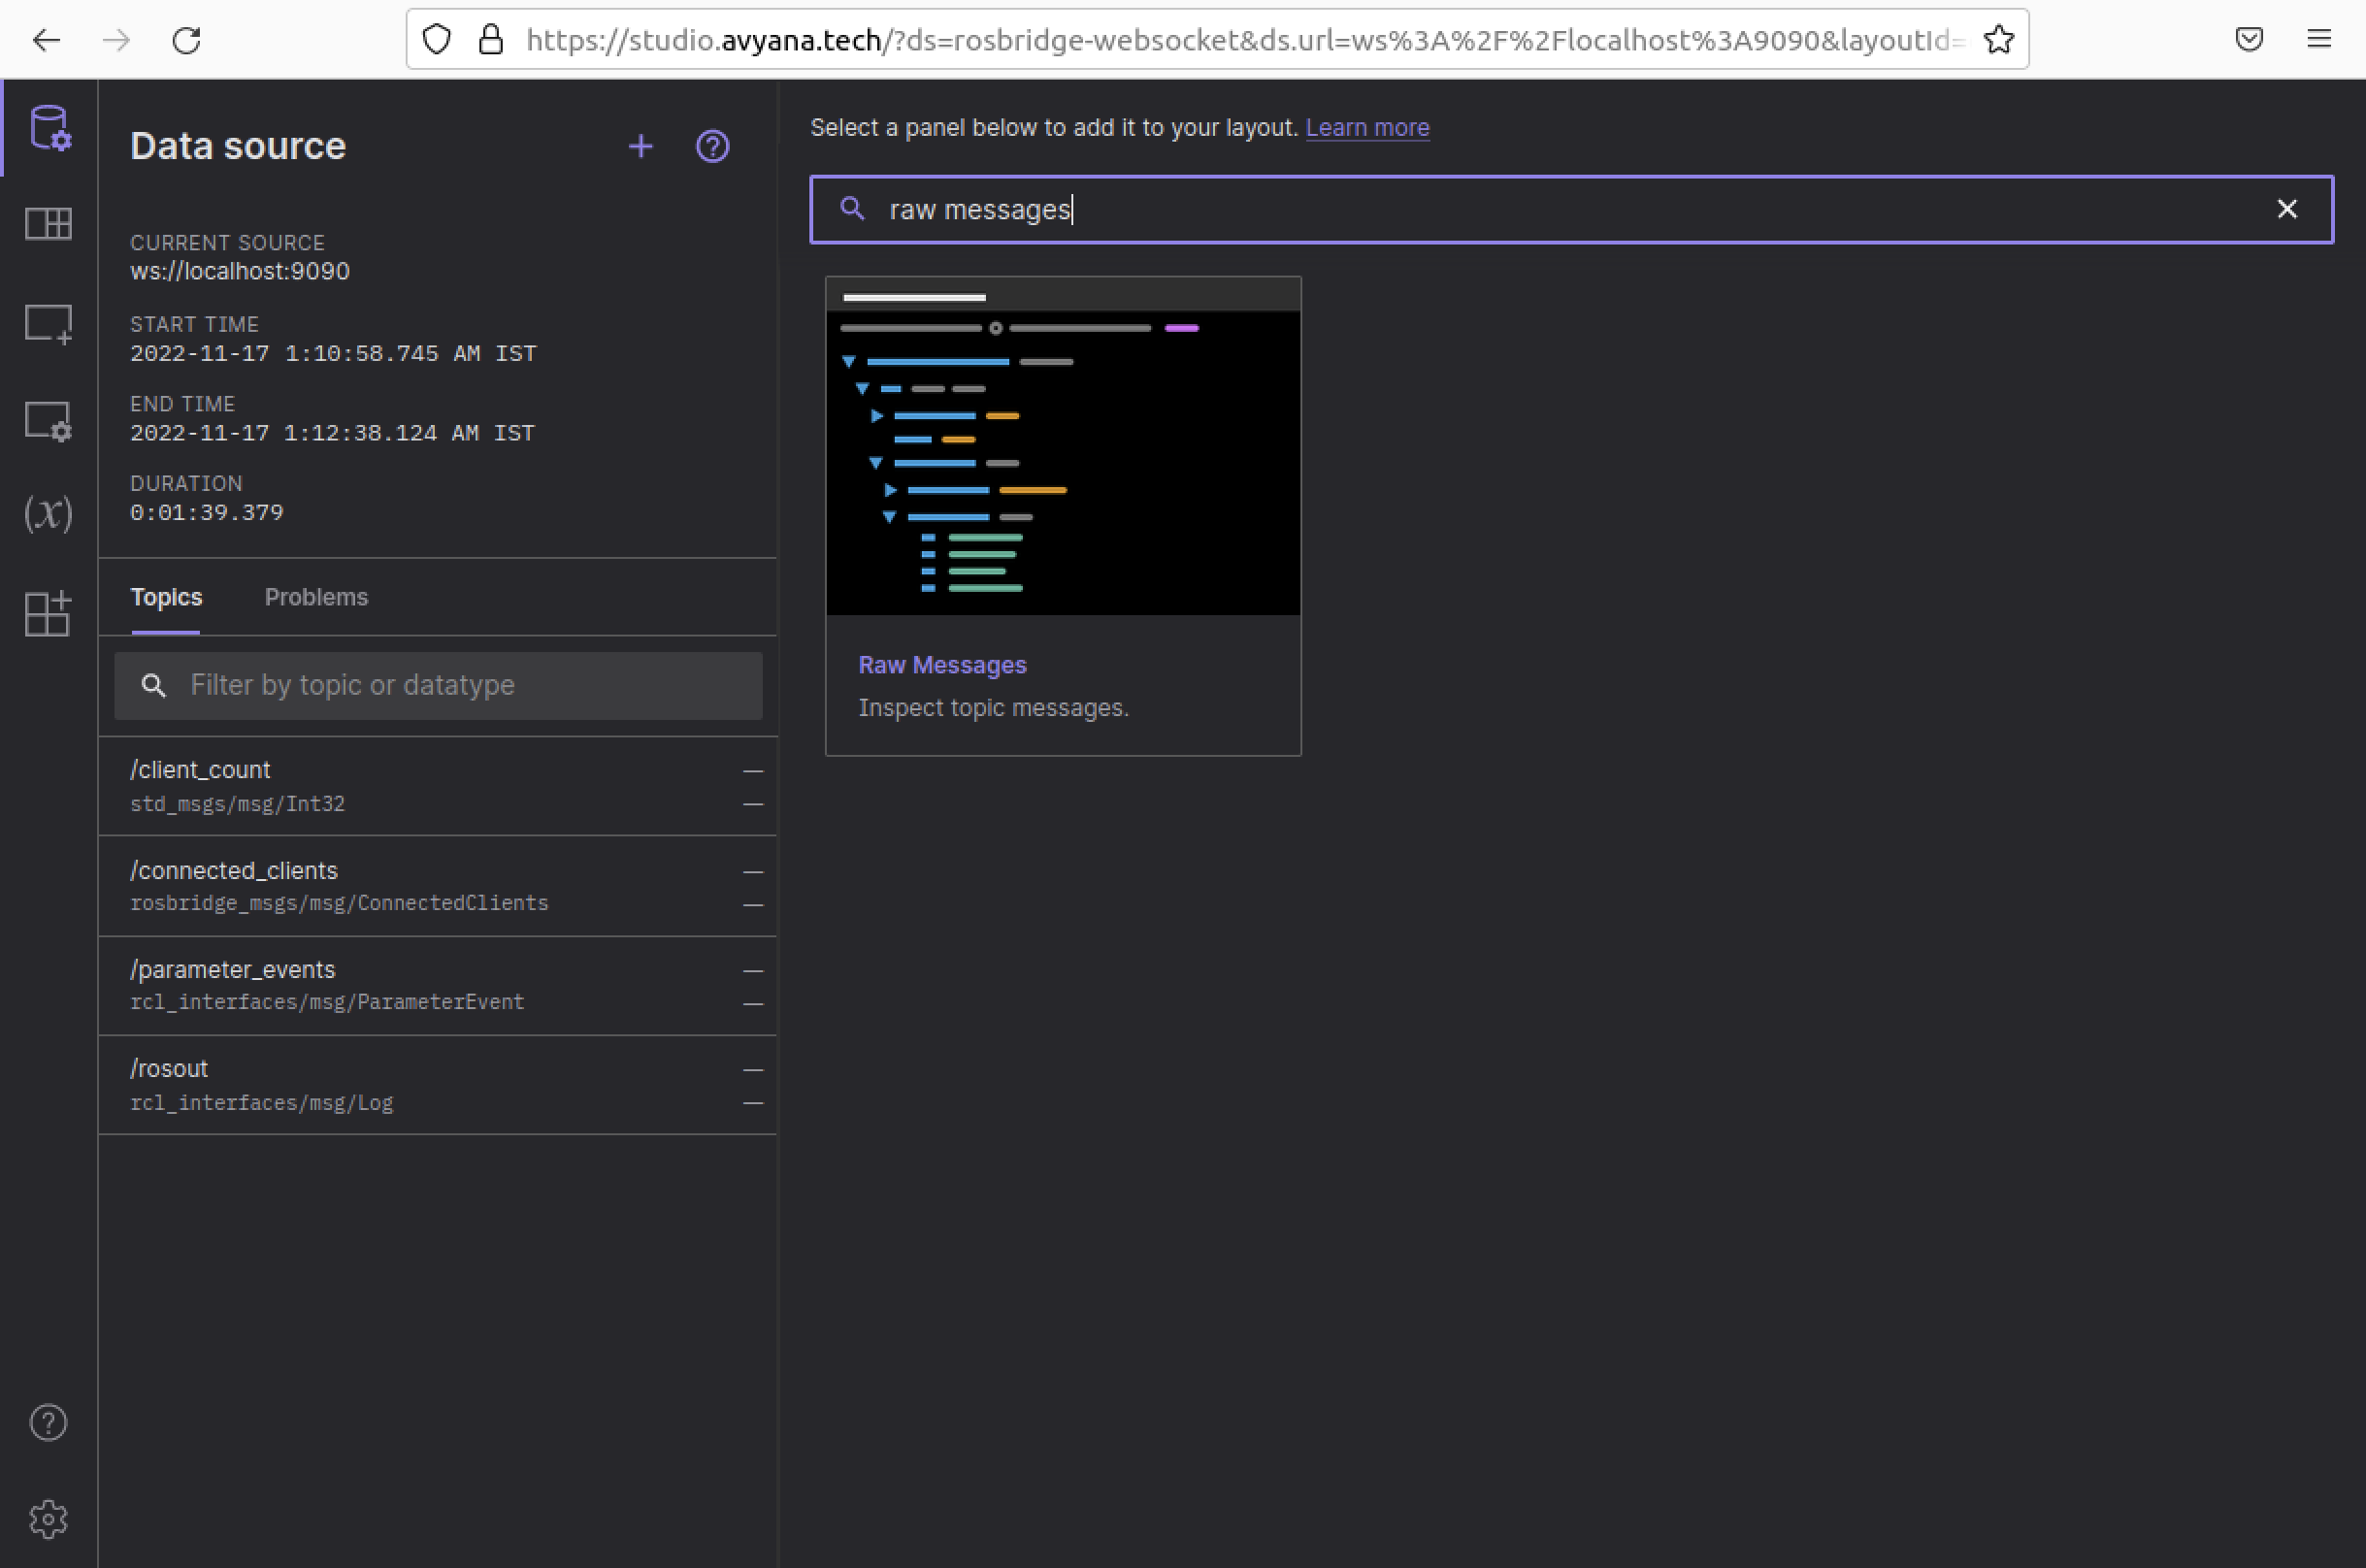 https://studio.avyana.tech/?ds=rosbridge-websocket&ds.url=ws%3A%2F%2Flocalhost%3A9090&layoutId=
Data source
CURRENT SOURCE
ws://localhost:9090
START TIME
2022-11-17 1:10:58.745 AM IST
END TIME
2022-11-17 1:12:38.124 AM IST
DURATION
0:01:39.379
Topics Problems
Filter by topic or datatype
/client_count —
std_msgs/msg/Int32 —
/connected_clients —
rosbridge_msgs/msg/ConnectedClients —
/parameter_events —
rcl_interfaces/msg/ParameterEvent —
/rosout —
rcl_interfaces/msg/Log —
(x)
Select a panel below to add it to your layout. Learn more
raw messages
Raw Messages
Inspect topic messages.